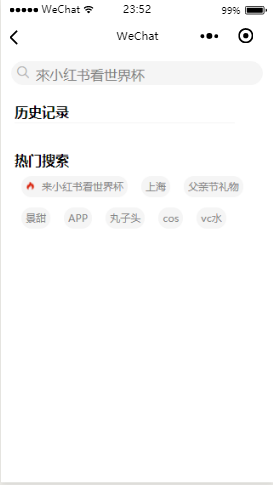 WeChat 23:52 99%
WeChat
来小红书看世界杯
历史记录
热门搜索
来小红书看世界杯 上海 父亲节礼物
景甜 APP 丸子头 cos vc水